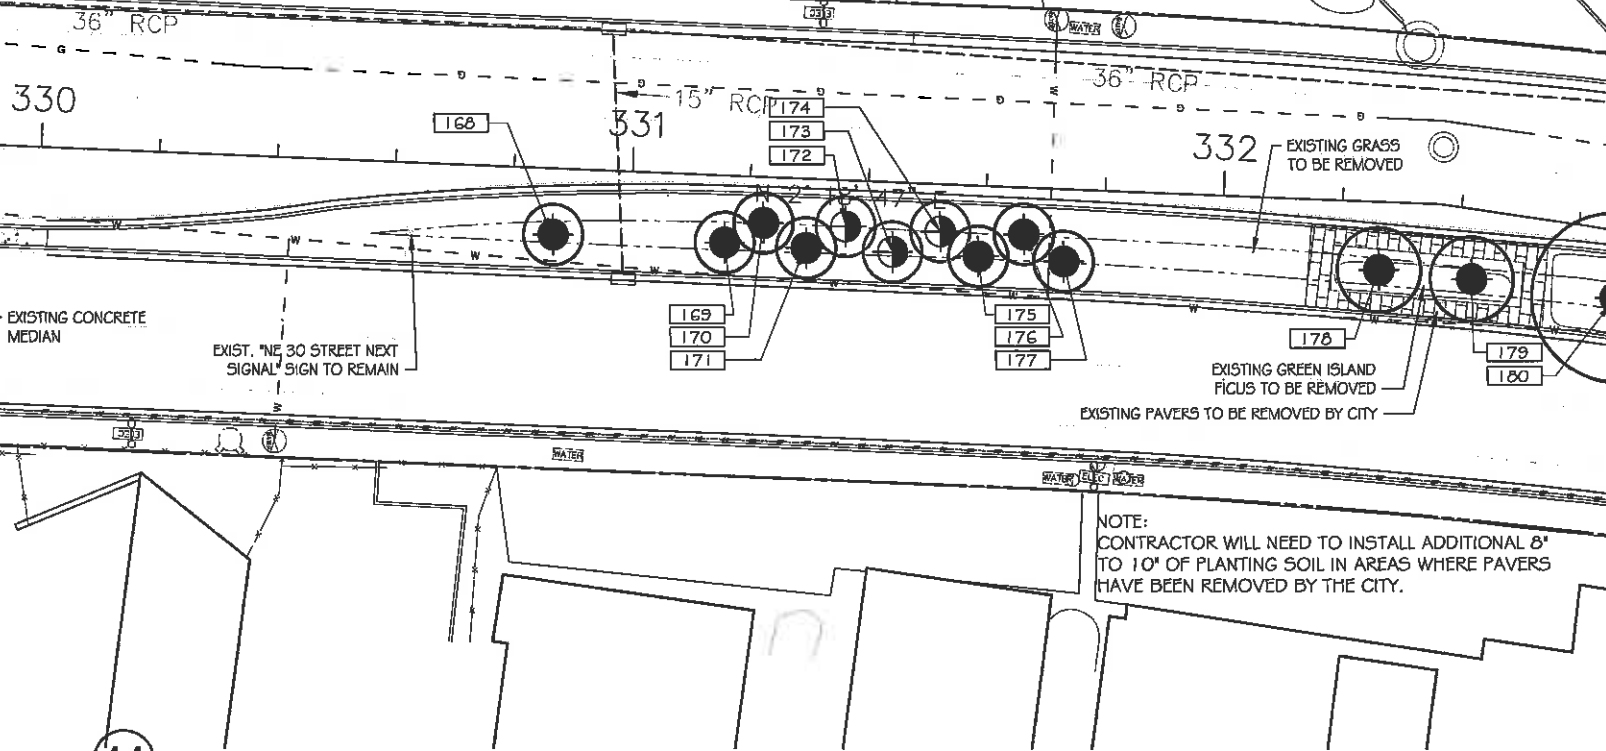 36" RCP
ELEC
WATER
G
G
G
G
G
G
G
36" RCP
15" RCP
330
331
332
168
174
173
172
EXISTING GRASS
TO BE REMOVED
W
W
W
W
W
W
W
W
W
W
W
169
170
171
175
176
177
178
179
180
EXISTING CONCRETE
MEDIAN
EXIST. "NE 30 STREET NEXT
SIGNAL" SIGN TO REMAIN
EXISTING GREEN ISLAND
FICUS TO BE REMOVED
EXISTING PAVERS TO BE REMOVED BY CITY
ELEC
WATER
WATER
ELEC
WATER
NOTE:
CONTRACTOR WILL NEED TO INSTALL ADDITIONAL 8"
TO 10" OF PLANTING SOIL IN AREAS WHERE PAVERS
HAVE BEEN REMOVED BY THE CITY.